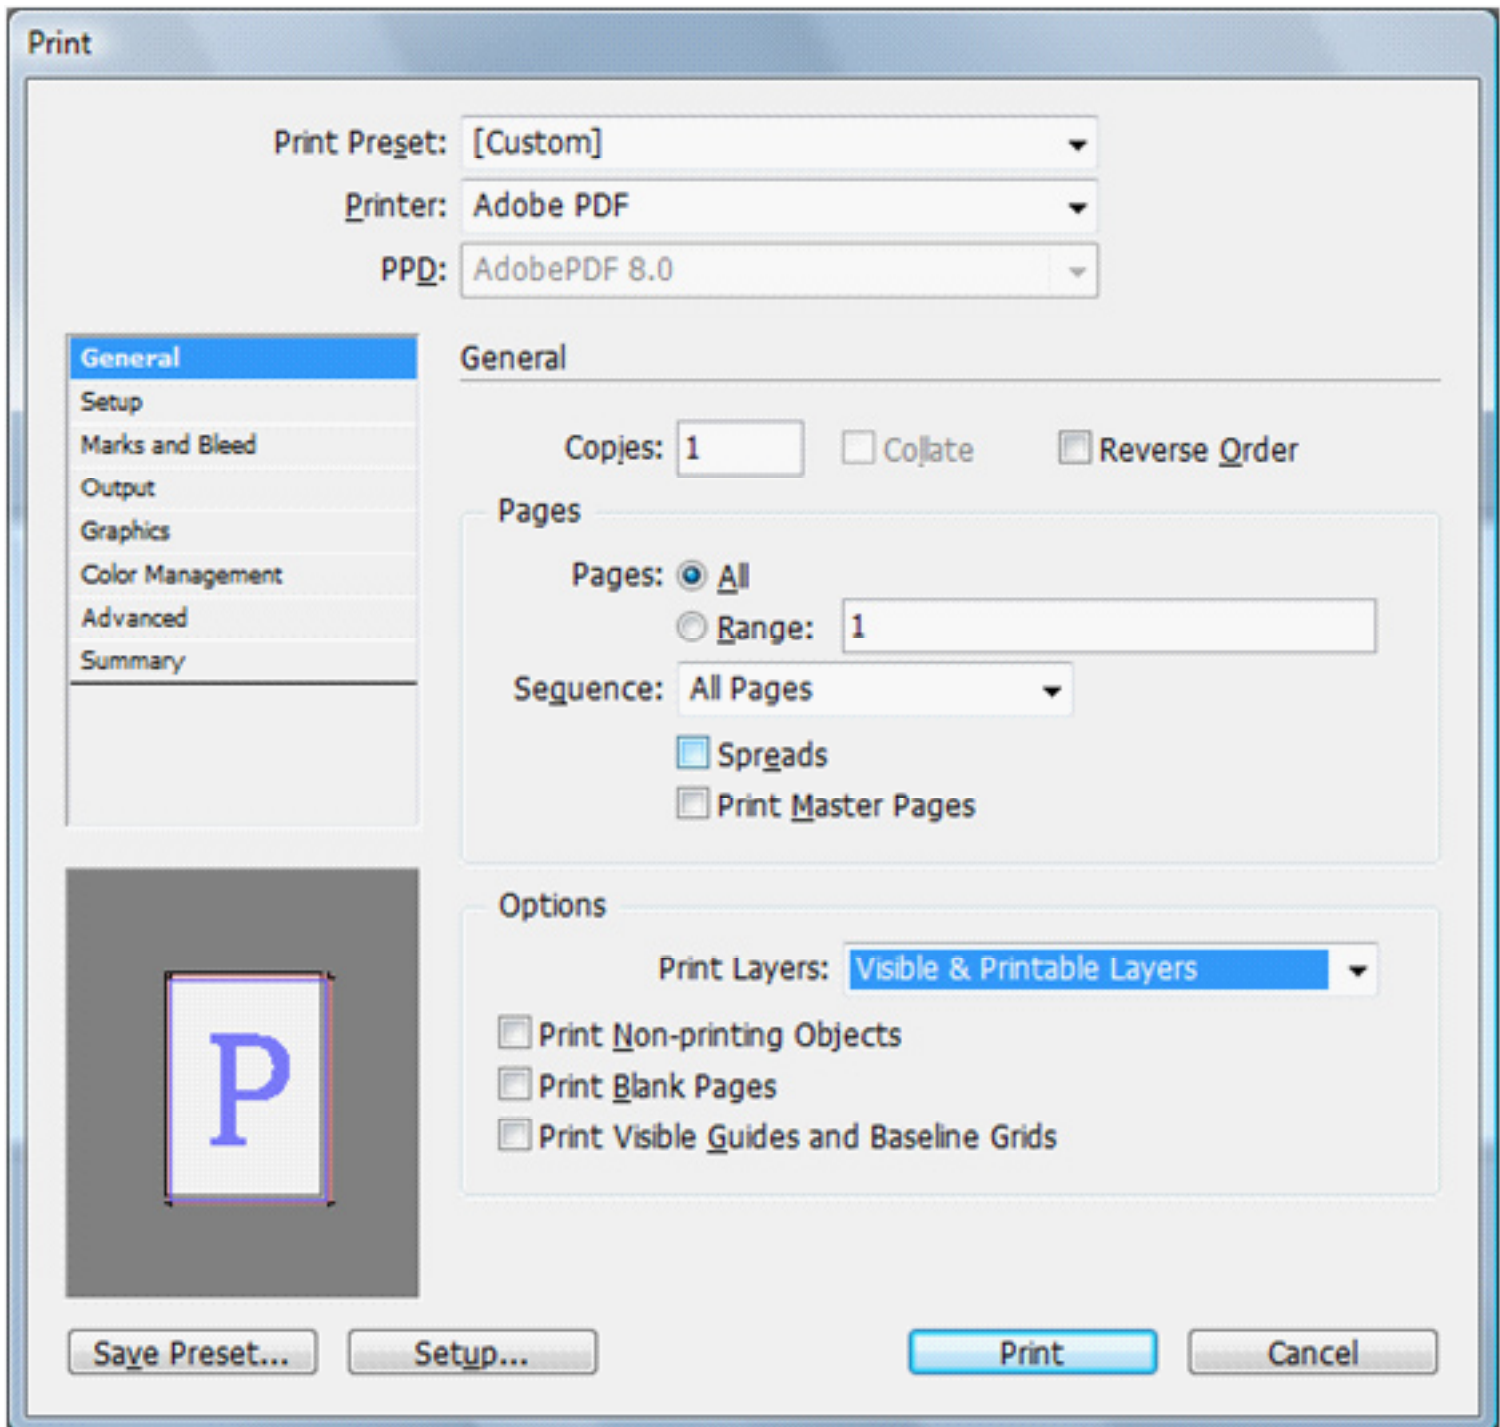 Print
Print Preset: [Custom]
Printer: Adobe PDF
PPD: AdobePDF 8.0
General
Setup
Marks and Bleed
Output
Graphics
Color Management
Advanced
Summary
General
Copies: 1 Collate Reverse Order
Pages
Pages: All
Range: 1
Sequence: All Pages
Spreads
Print Master Pages
Options
Print Layers: Visible & Printable Layers
Print Non-printing Objects
Print Blank Pages
Print Visible Guides and Baseline Grids
P
Save Preset... Setup... Print Cancel